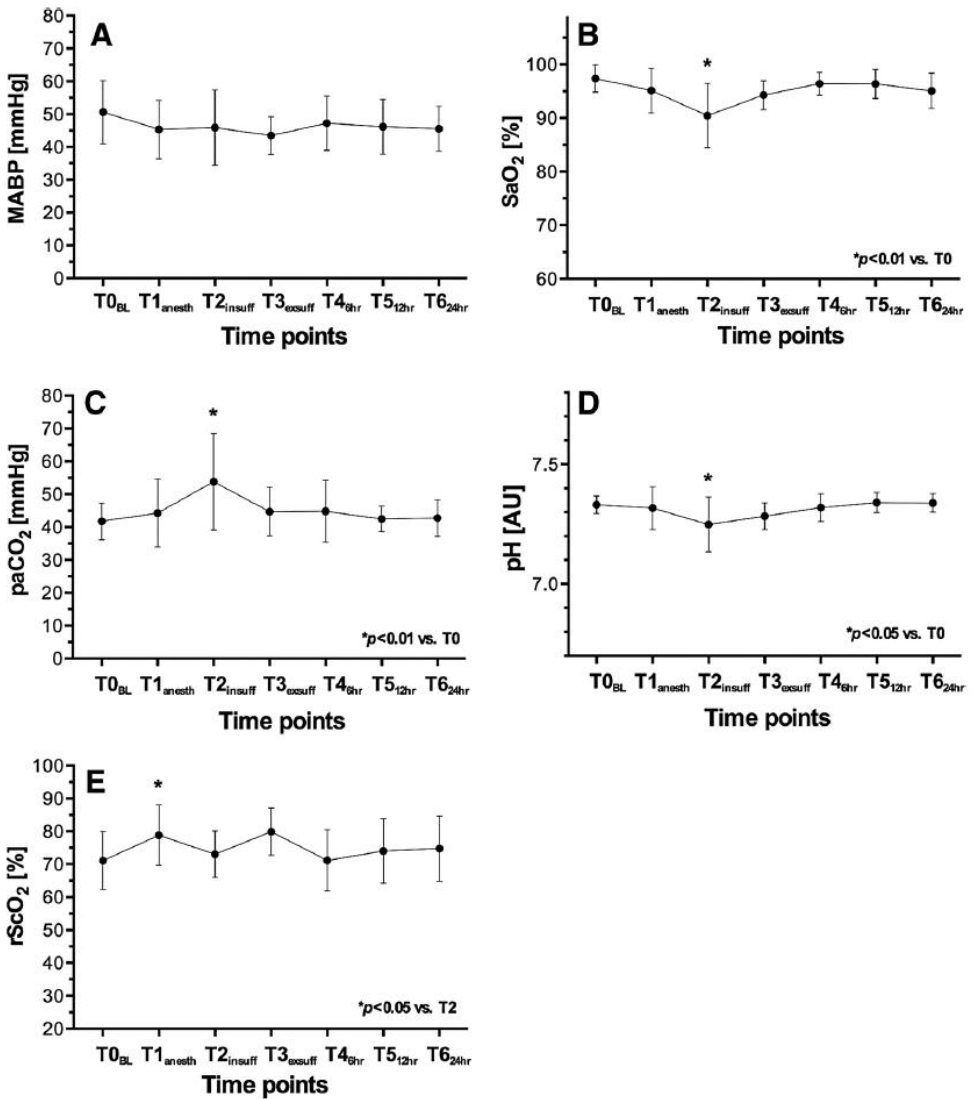 A
MABP [mmHg]
80
70
60
50
40
30
20
10
0
T0BL T1anesth T2insuff T3exsuff T46hr T512hr T624hr
Time points
B
SaO2 [%]
100
90
80
70
60
*
*p<0.01 vs. T0
T0BL T1anesth T2insuff T3exsuff T46hr T512hr T624hr
Time points
C
paCO2 [mmHg]
80
70
60
50
40
30
20
10
0
*
*p<0.01 vs. T0
T0BL T1anesth T2insuff T3exsuff T46hr T512hr T624hr
Time points
D
pH [AU]
7.5
7.0
*
*p<0.05 vs. T0
T0BL T1anesth T2insuff T3exsuff T46hr T512hr T624hr
Time points
E
rScO2 [%]
100
90
80
70
60
50
40
30
20
*
*p<0.05 vs. T2
T0BL T1anesth T2insuff T3exsuff T46hr T512hr T624hr
Time points